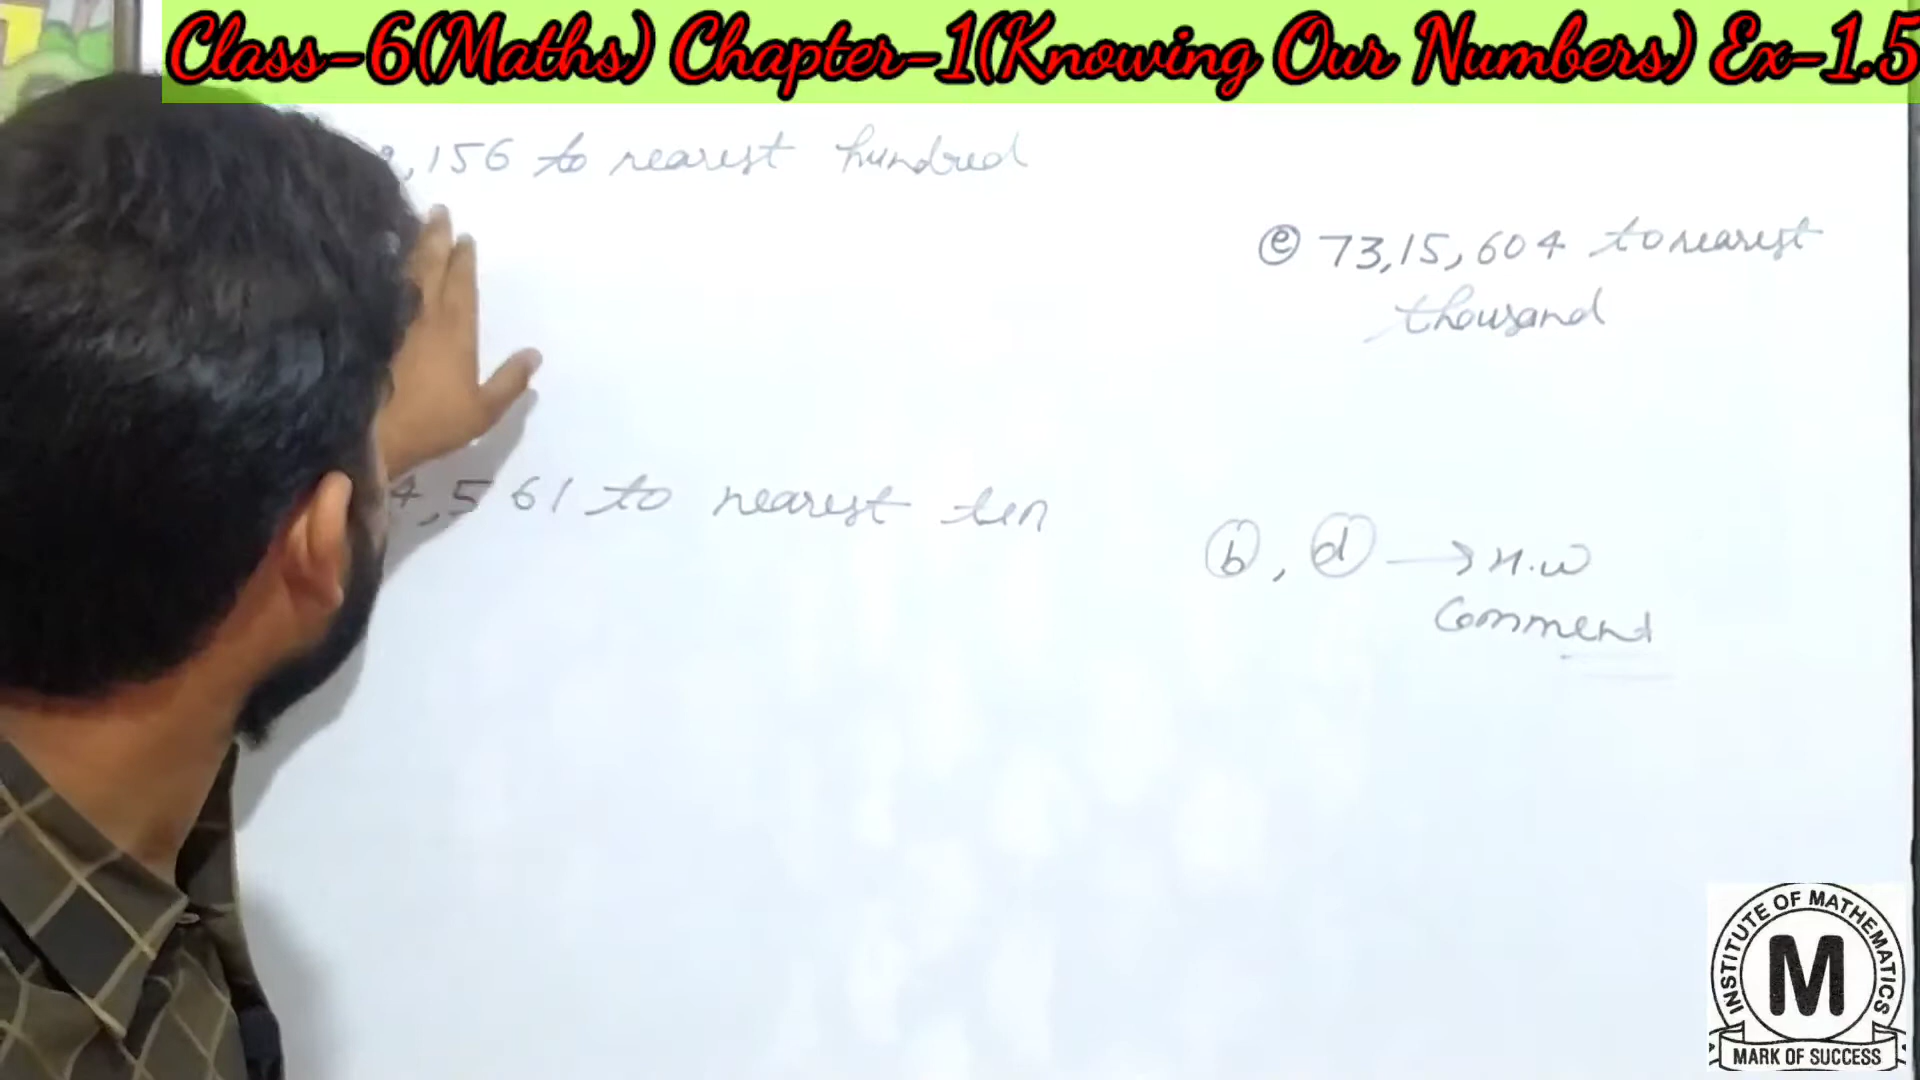 Class-6(Maths) Chapter-1(Knowing Our Numbers) Ex-1.5
,156 to nearest hundred
ⓔ 73,15,604 to nearest
thousand
4,561 to nearest ten
ⓑ, ⓓ → H.W
Comment
INSTITUTE OF MATHEMATICS
M
MARK OF SUCCESS